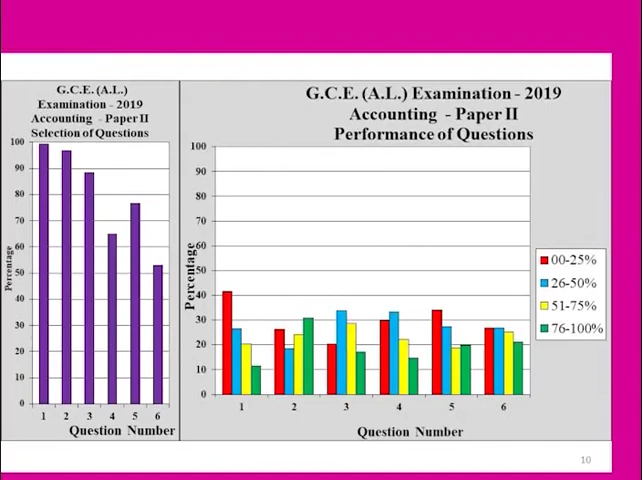 G.C.E. (A.L.)
Examination - 2019
Accounting - Paper II
Selection of Questions
100
90
80
70
60
50
40
30
20
10
0
Percentage
1 2 3 4 5 6
Question Number
G.C.E. (A.L.) Examination - 2019
Accounting - Paper II
Performance of Questions
100
90
80
70
60
50
40
30
20
10
0
Percentage
1 2 3 4 5 6
Question Number
00-25%
26-50%
51-75%
76-100%
10